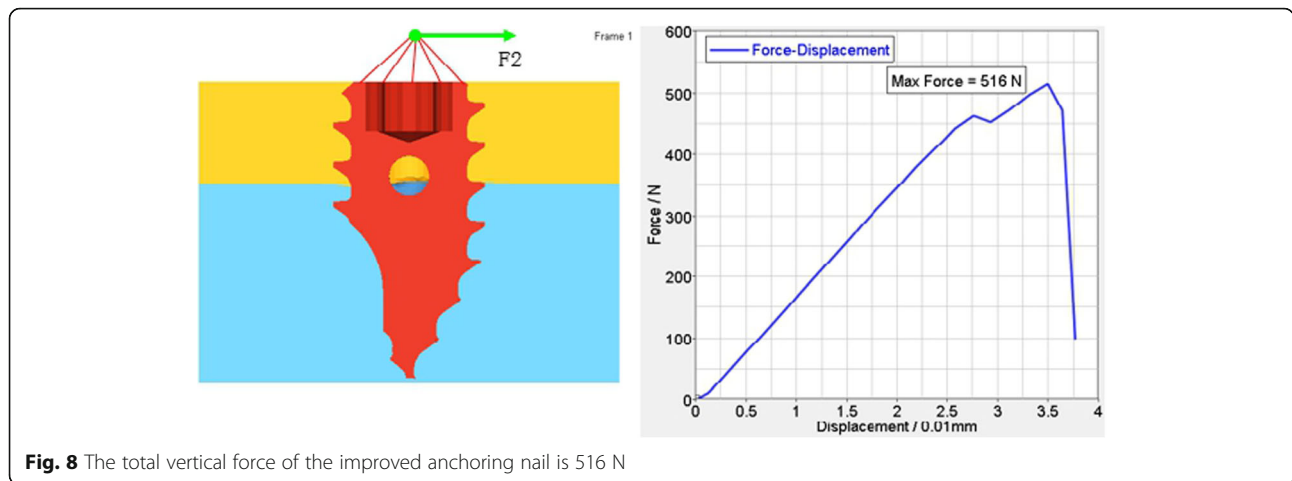 Frame 1
F2
Force-Displacement
Max Force = 516 N
Force / N
600
500
400
300
200
100
0
0 0.5 1 1.5 2 2.5 3 3.5 4
Displacement / 0.01mm
Fig. 8 The total vertical force of the improved anchoring nail is 516 N